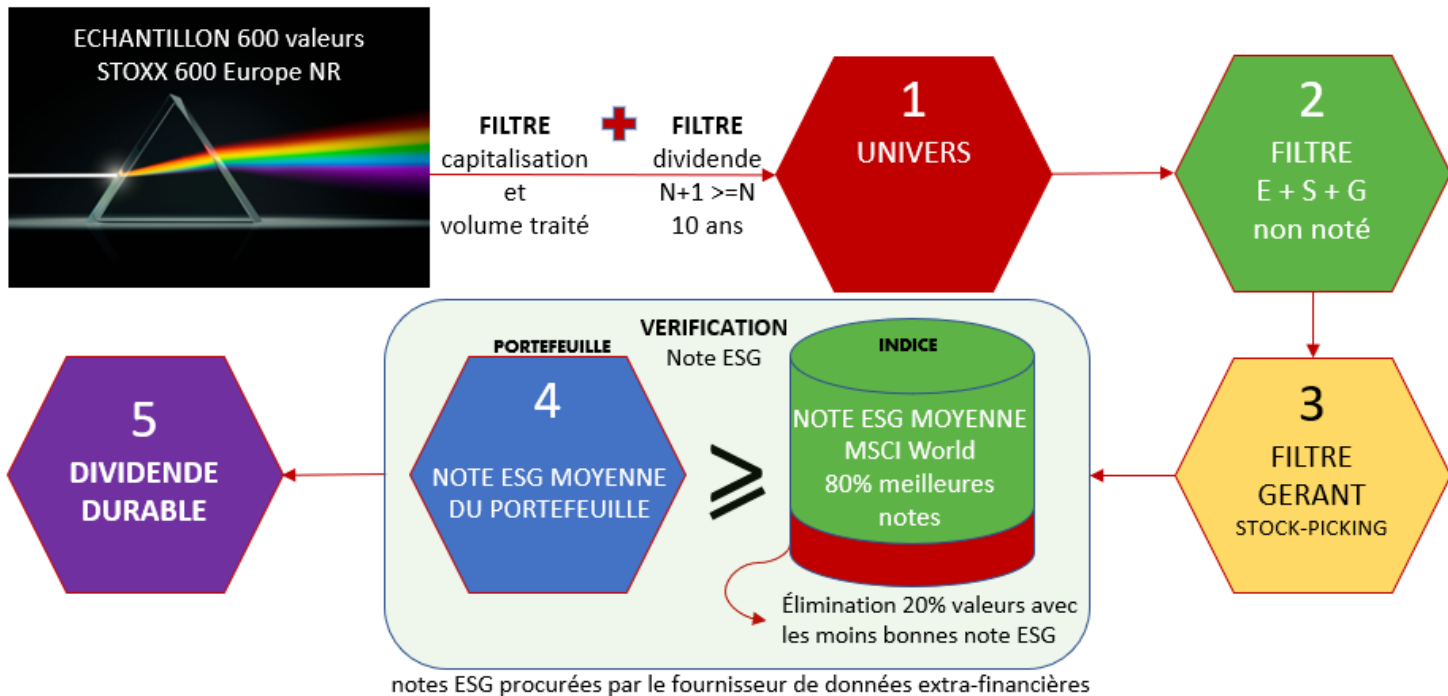 ECHANTILLON 600 valeurs
STOXX 600 Europe NR
FILTRE
capitalisation
et
volume traité
FILTRE
dividende
N+1 >=N
10 ans
1
UNIVERS
2
FILTRE
E + S + G
non noté
3
FILTRE
GERANT
STOCK-PICKING
VERIFICATION
Note ESG
PORTEFEUILLE
4
NOTE ESG MOYENNE
DU PORTEFEUILLE
⩾
INDICE
NOTE ESG MOYENNE
MSCI World
80% meilleures
notes
Élimination 20% valeurs avec
les moins bonnes note ESG
5
DIVIDENDE
DURABLE
notes ESG procurées par le fournisseur de données extra-financières